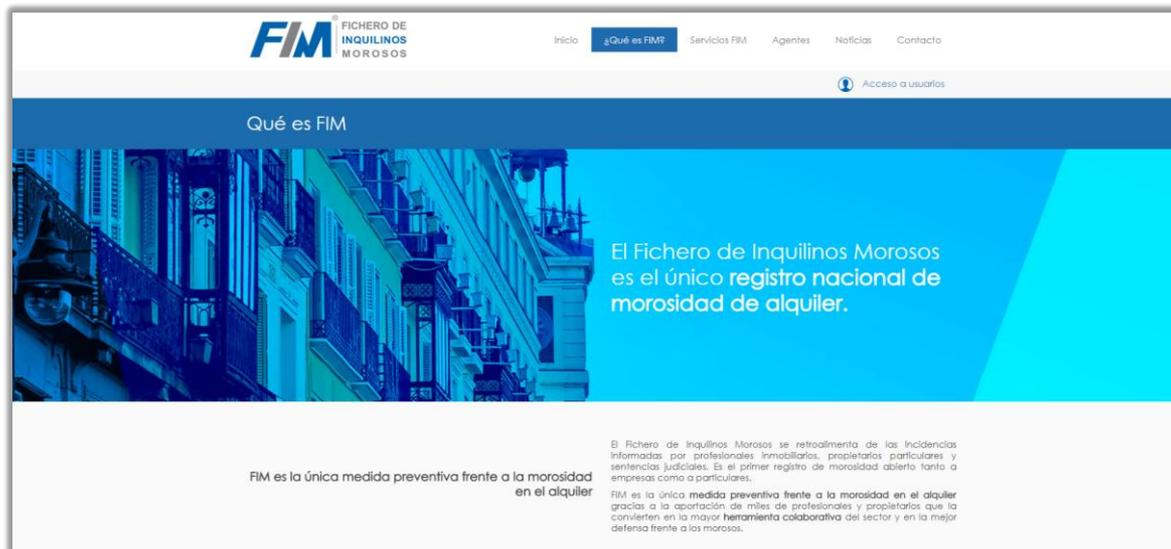 FIM®
FICHERO DE
INQUILINOS
MOROSOS
Inicio
¿Qué es FIM?
Servicios FIM
Agentes
Noticias
Contacto
Acceso a usuarios
Qué es FIM
El Fichero de Inquilinos Morosos
es el único registro nacional de
morosidad de alquiler.
FIM es la única medida preventiva frente a la morosidad
en el alquiler
El Fichero de Inquilinos Morosos se retroalimenta de las incidencias
informadas por profesionales inmobiliarios, propietarios particulares y
sentencias judiciales. Es el primer registro de morosidad abierto tanto a
empresas como a particulares.
FIM es la única medida preventiva frente a la morosidad en el alquiler
gracias a la aportación de miles de profesionales y propietarios que la
convierten en la mayor herramienta colaborativa del sector y en la mejor
defensa frente a los morosos.